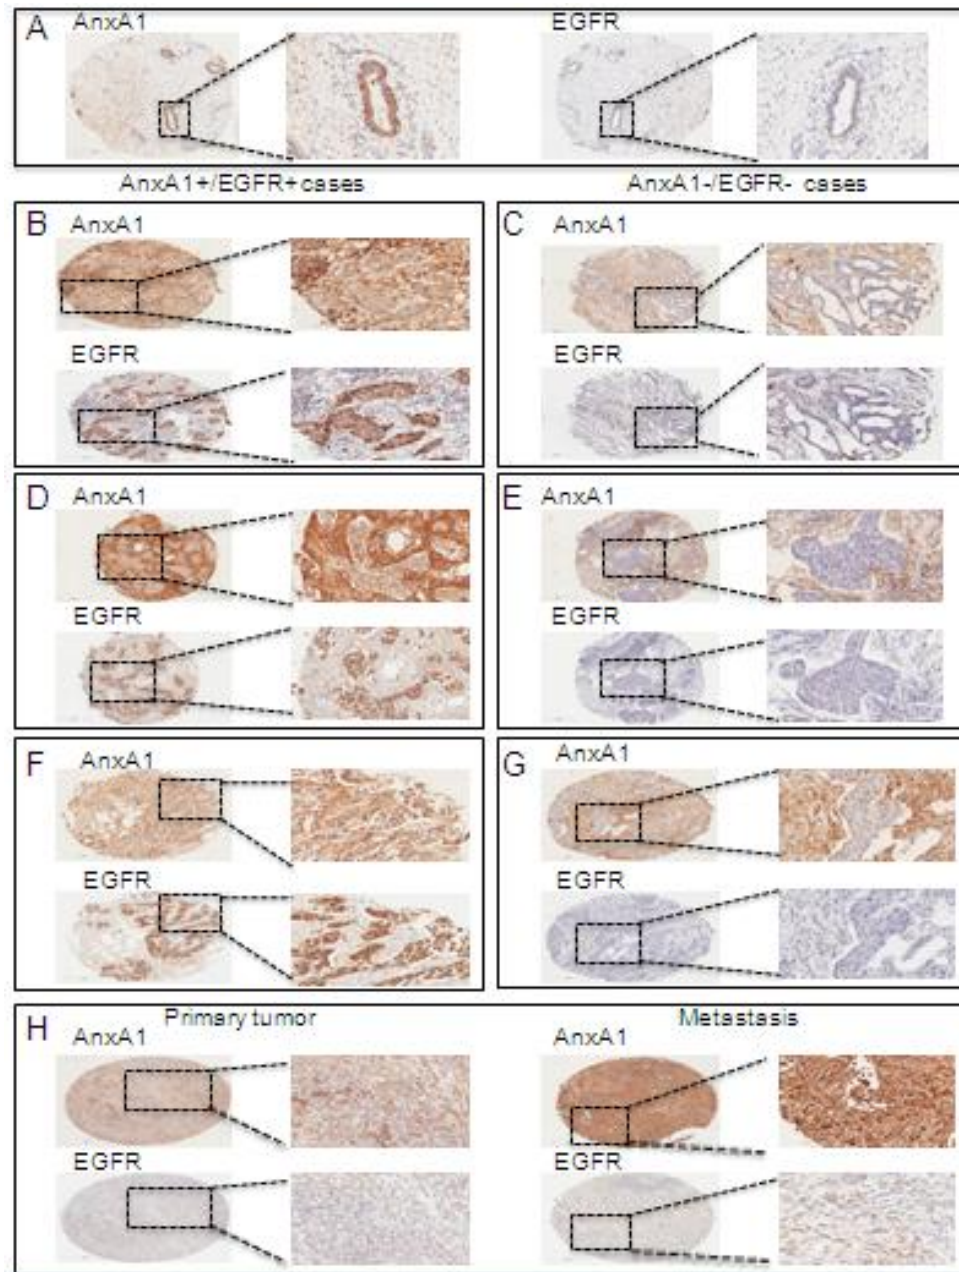 A AnxA1 EGFR
AnxA1+/EGFR+cases AnxA1-/EGFR- cases
B AnxA1
EGFR
C AnxA1
EGFR
D AnxA1
EGFR
E AnxA1
EGFR
F AnxA1
EGFR
G AnxA1
EGFR
H Primary tumor Metastasis
AnxA1 AnxA1
EGFR EGFR